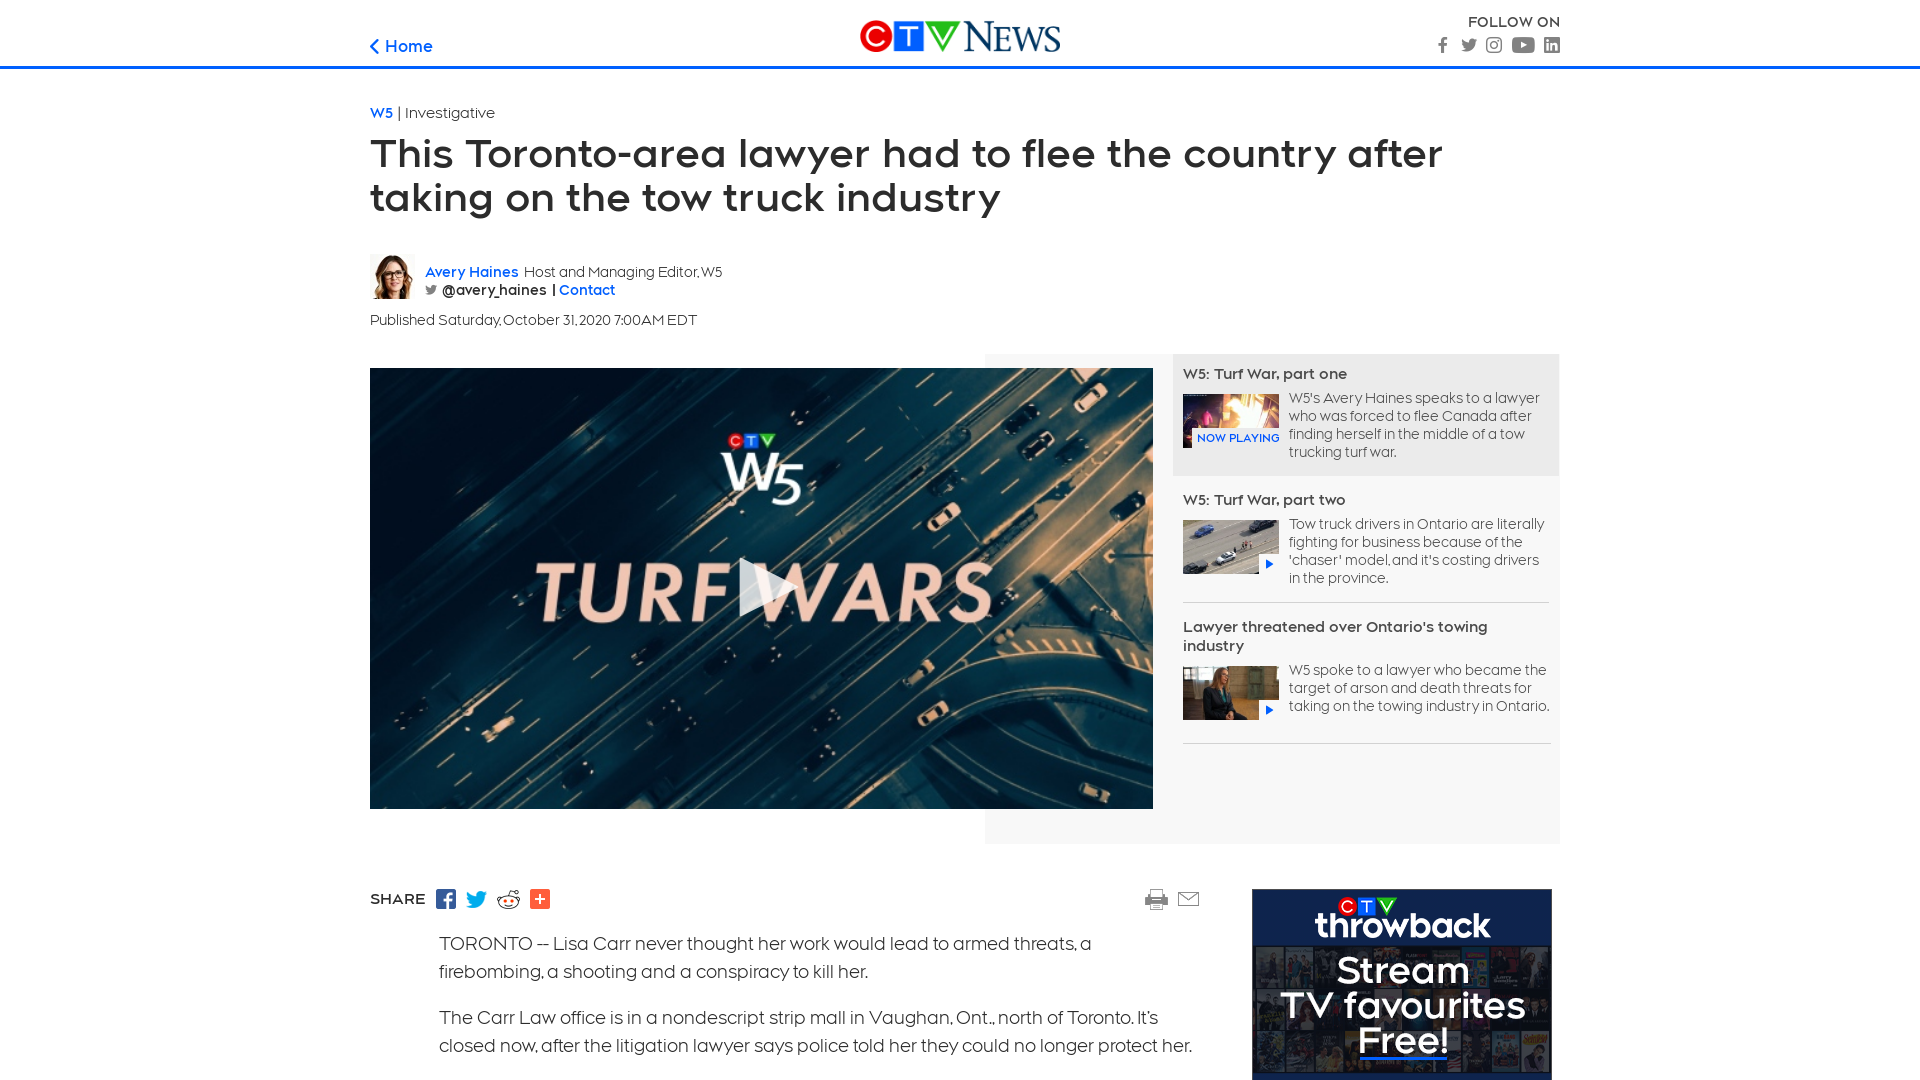 Home
CTV NEWS
FOLLOW ON
W5 | Investigative
This Toronto-area lawyer had to flee the country after
taking on the tow truck industry
Avery Haines Host and Managing Editor, W5
@avery_haines | Contact
Published Saturday, October 31, 2020 7:00AM EDT
CTV
W5
TURF WARS
W5: Turf War, part one
W5's Avery Haines speaks to a lawyer
who was forced to flee Canada after
finding herself in the middle of a tow
trucking turf war.
NOW PLAYING
W5: Turf War, part two
Tow truck drivers in Ontario are literally
fighting for business because of the
'chaser' model, and it's costing drivers
in the province.
Lawyer threatened over Ontario's towing
industry
W5 spoke to a lawyer who became the
target of arson and death threats for
taking on the towing industry in Ontario.
SHARE
TORONTO -- Lisa Carr never thought her work would lead to armed threats, a
firebombing, a shooting and a conspiracy to kill her.
The Carr Law office is in a nondescript strip mall in Vaughan, Ont., north of Toronto. It’s
closed now, after the litigation lawyer says police told her they could no longer protect her.
CTV
throwback
Stream
TV favourites
Free!